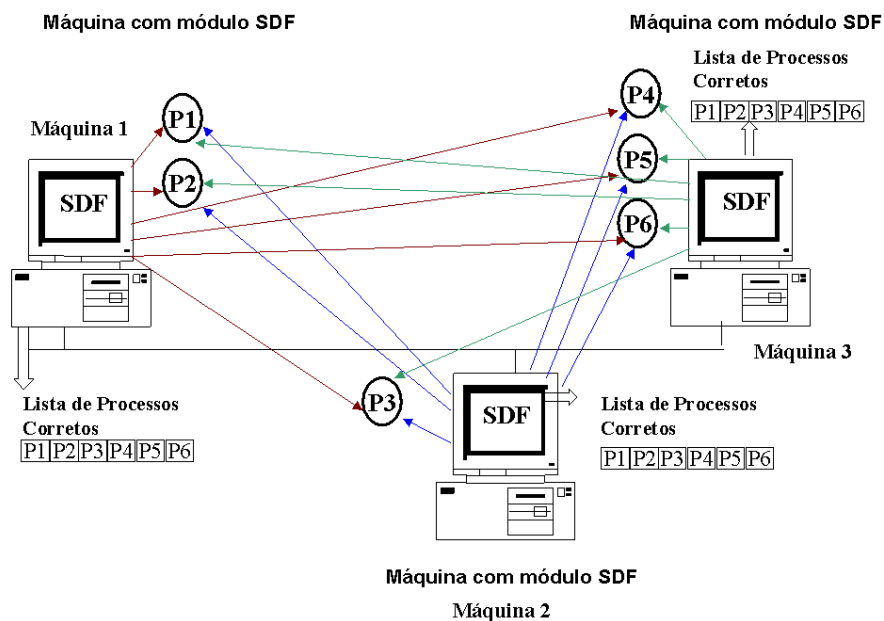 Máquina com módulo SDF
Máquina com módulo SDF
Lista de Processos
Corretos
P1 P2 P3 P4 P5 P6
Máquina 1
P1
P2
P4
P5
P6
SDF
SDF
Máquina 3
P3
SDF
Lista de Processos
Corretos
P1 P2 P3 P4 P5 P6
Lista de Processos
Corretos
P1 P2 P3 P4 P5 P6
Máquina com módulo SDF
Máquina 2